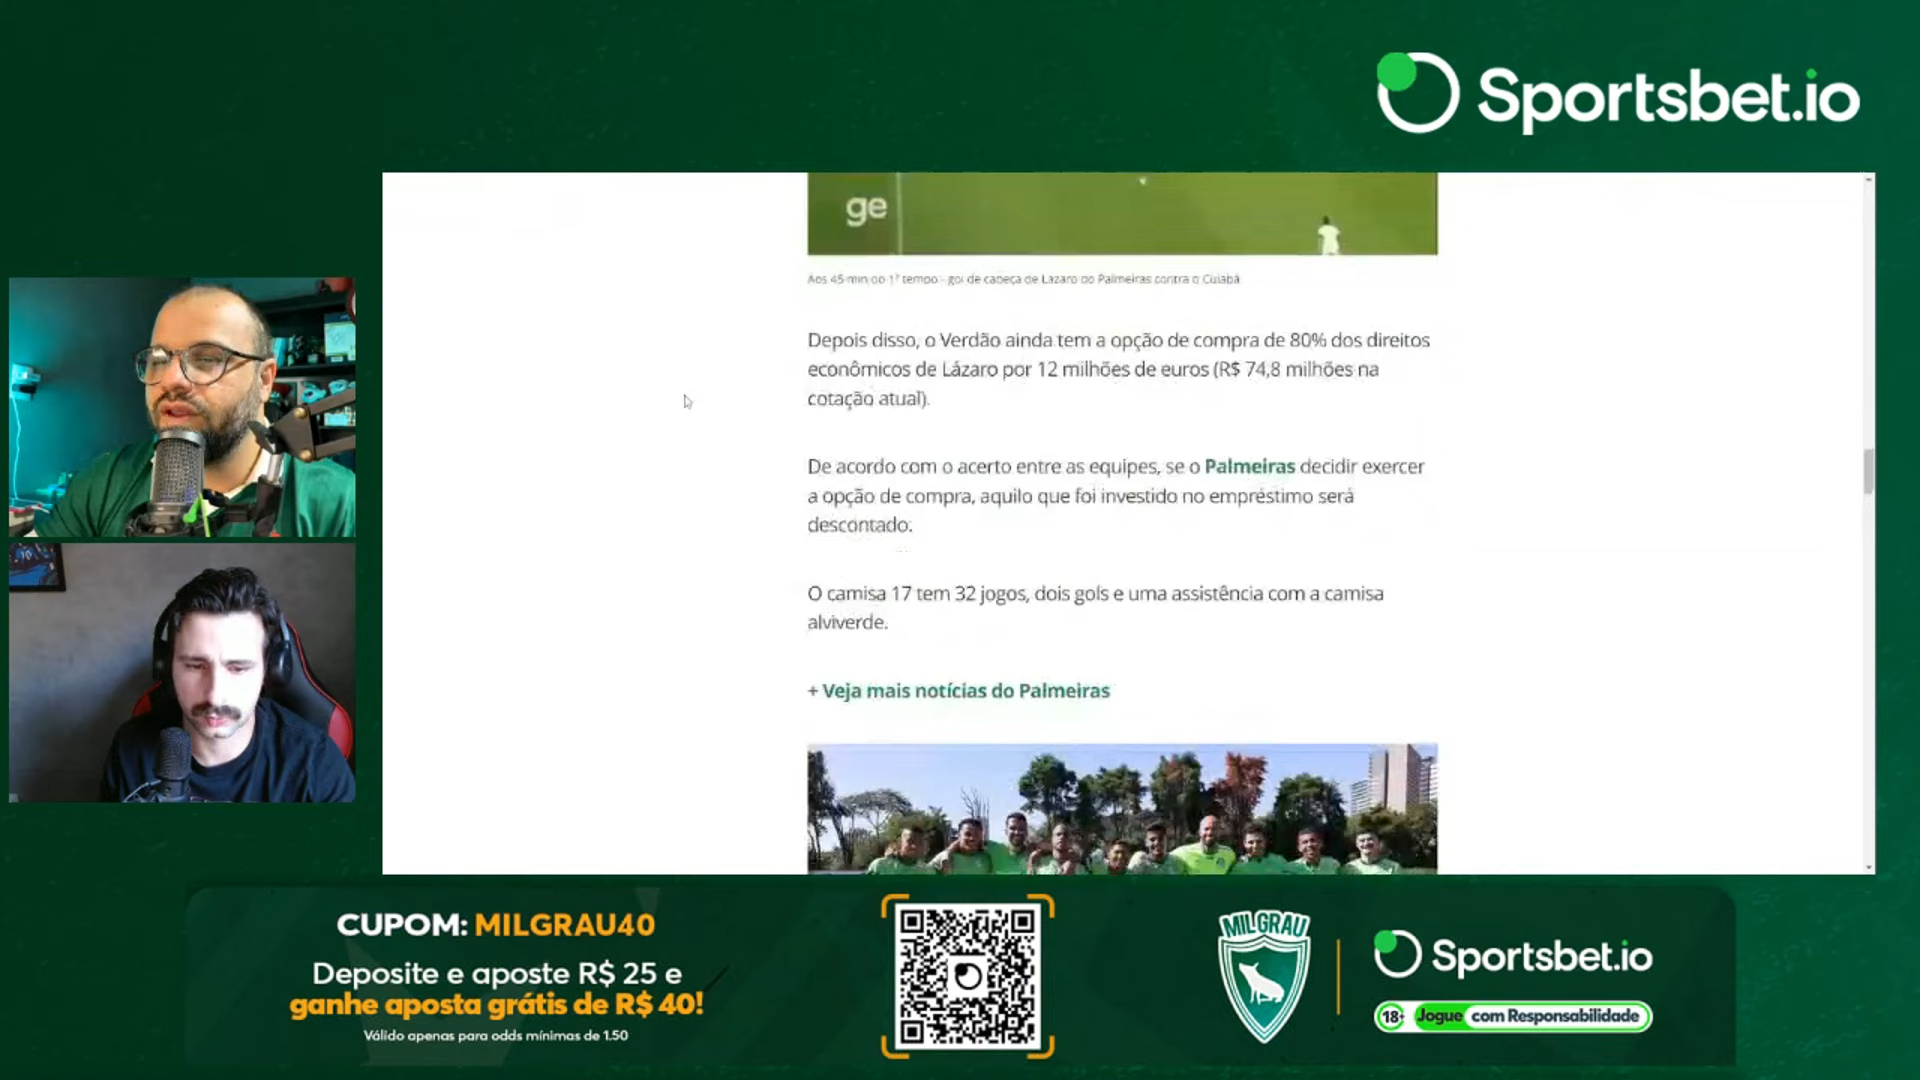 Sportsbet.io
ge
Aos 45 min do 1º tempo - gol de cabeça de Lázaro do Palmeiras contra o Cuiabá
Depois disso, o Verdão ainda tem a opção de compra de 80% dos direitos
econômicos de Lázaro por 12 milhões de euros (R$ 74,8 milhões na
cotação atual).
De acordo com o acerto entre as equipes, se o Palmeiras decidir exercer
a opção de compra, aquilo que foi investido no empréstimo será
descontado.
O camisa 17 tem 32 jogos, dois gols e uma assistência com a camisa
alviverde.
+ Veja mais notícias do Palmeiras
CUPOM: MILGRAU40
Deposite e aposte R$ 25 e
ganhe aposta grátis de R$ 40!
Válido apenas para odds mínimas de 1.50
MILGRAU
Sportsbet.io
18+ Jogue com Responsabilidade